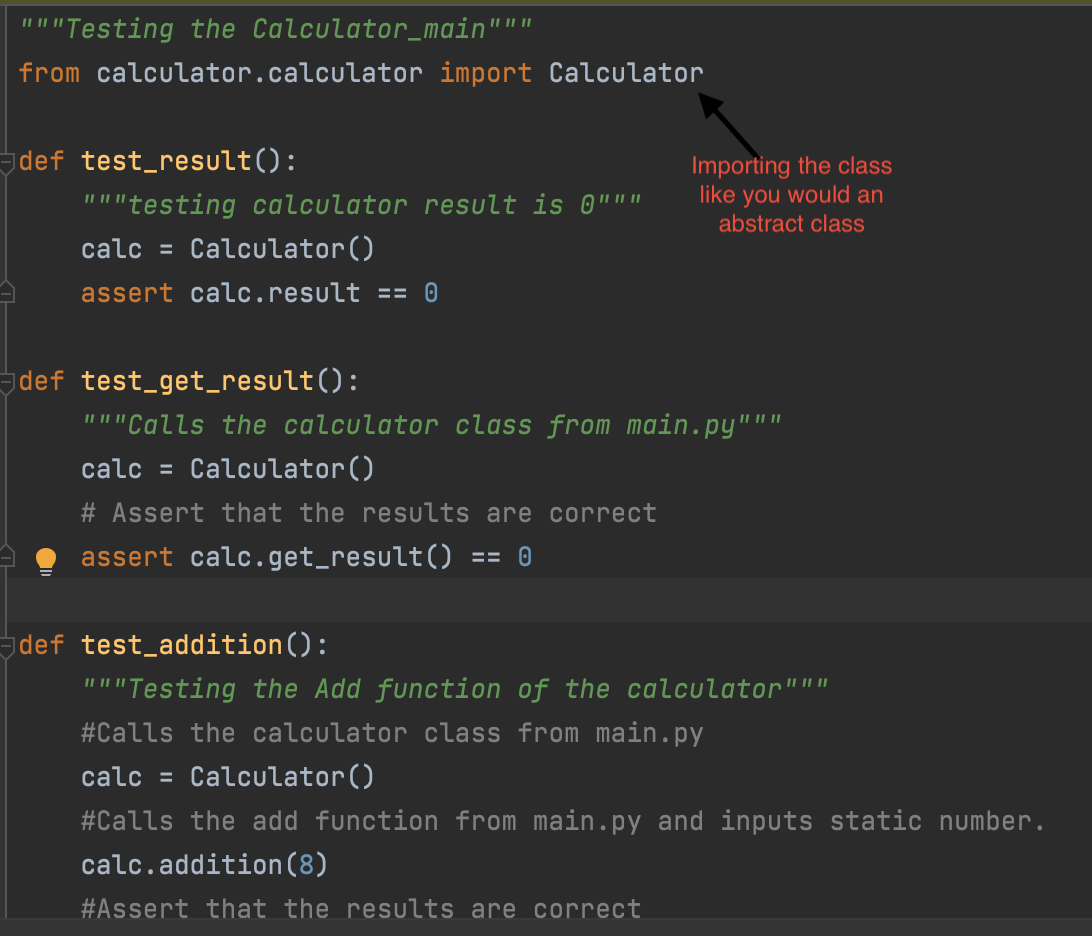 """Testing the Calculator_main"""
from calculator.calculator import Calculator
def test_result():
Importing the class
like you would an
abstract class
    """testing calculator result is 0"""
    calc = Calculator()
    assert calc.result == 0
def test_get_result():
    """Calls the calculator class from main.py"""
    calc = Calculator()
    # Assert that the results are correct
    assert calc.get_result() == 0
def test_addition():
    """Testing the Add function of the calculator"""
    #Calls the calculator class from main.py
    calc = Calculator()
    #Calls the add function from main.py and inputs static number.
    calc.addition(8)
    #Assert that the results are correct